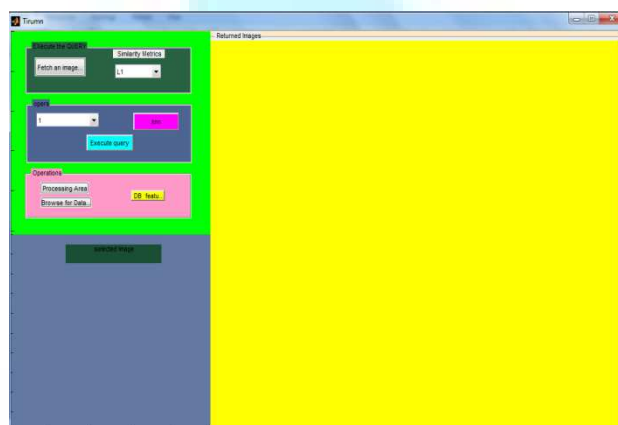 Tirumn
Returned Images
Execute the QUERY
Similarity Metrics
Fetch an image...
L1
1
Execute query
Operations
Processing Area
Browse for Data...
DB featu...
selected image